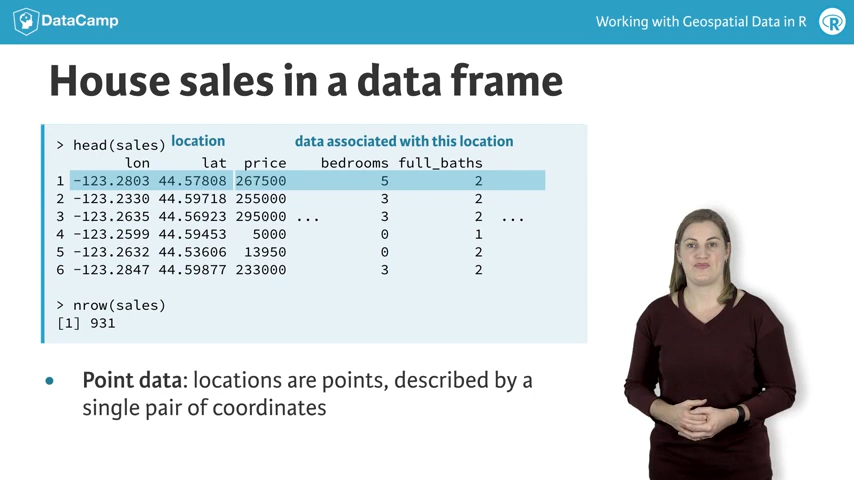 DataCamp
Working with Geospatial Data in R
R
House sales in a data frame
> head(sales) location data associated with this location
lon lat price bedrooms full_baths
1 -123.2803 44.57808 267500 5 2
2 -123.2330 44.59718 255000 3 2
3 -123.2635 44.56923 295000 ... 3 2 ...
4 -123.2599 44.59453 5000 0 1
5 -123.2632 44.53606 13950 0 2
6 -123.2847 44.59877 233000 3 2
> nrow(sales)
[1] 931
• Point data: locations are points, described by a
single pair of coordinates